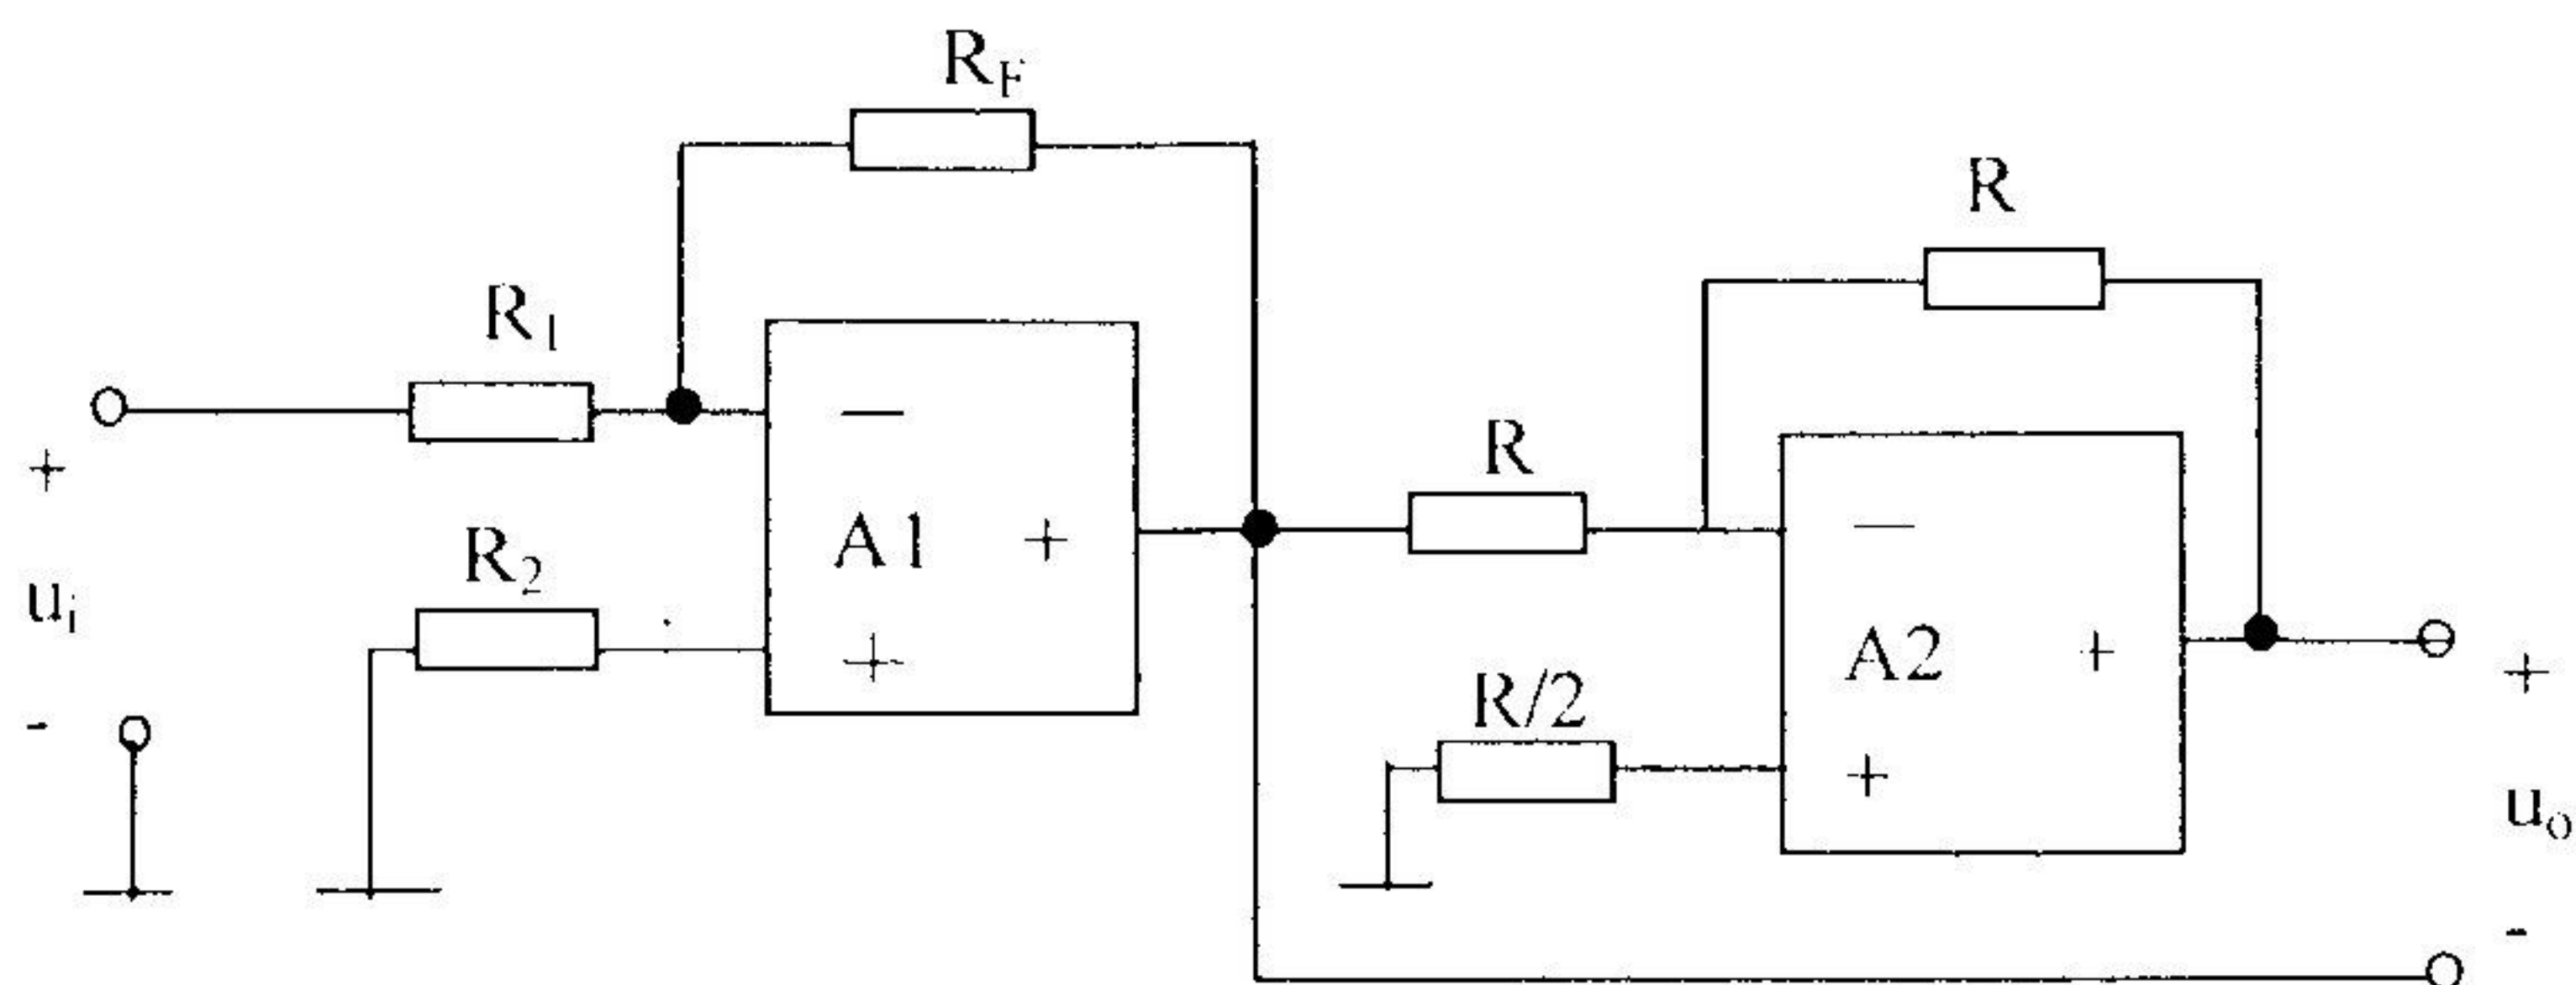 R_F
R
R_1
—
R
+
A1 +
—
R_2
u_i
+
A2 +
+
R/2
-
+
u_o
-